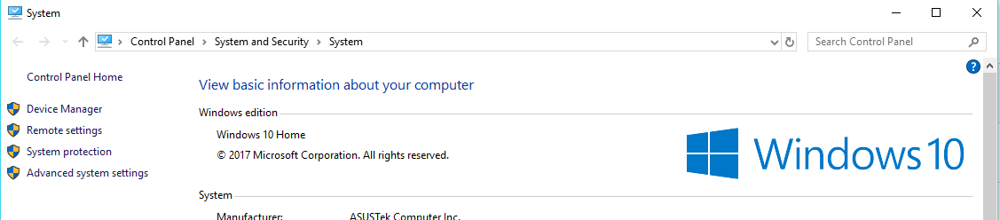 System
Control Panel System and Security System
Search Control Panel
Control Panel Home
Device Manager
Remote settings
System protection
Advanced system settings
?
View basic information about your computer
Windows edition
Windows 10 Home
© 2017 Microsoft Corporation. All rights reserved.
Windows 10
System
Manufacturer: ASUSTek Computer Inc.